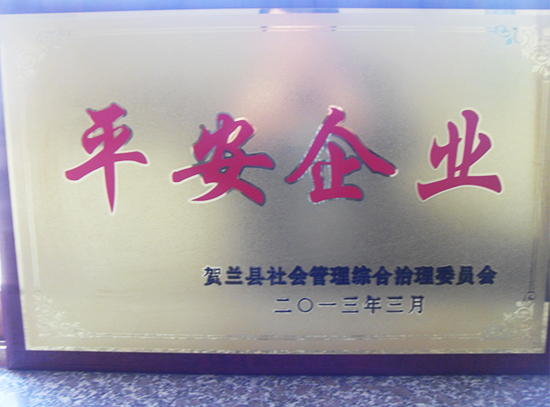 平安企业
贺兰县社会管理综合治理委员会
二〇一三年三月